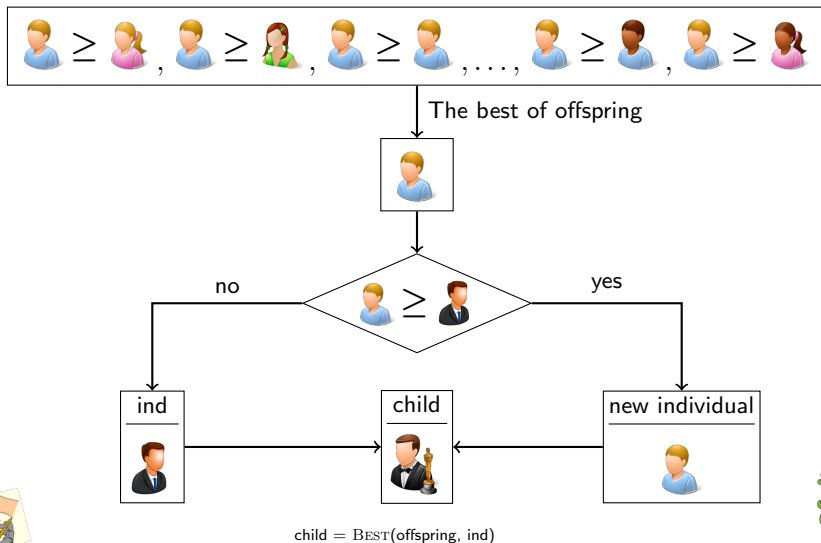 ≥ , ≥ , ≥ , ..., ≥ , ≥
The best of offspring
no
≥
yes
ind
child
new individual
child = BEST(offspring, ind)